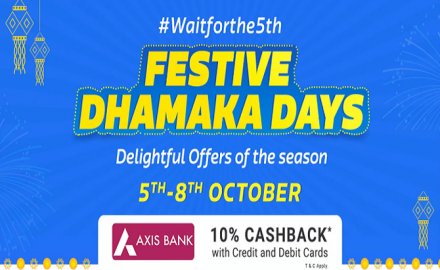 #Waitforthe5th
FESTIVE
DHAMAKA DAYS
Delightful Offers of the season
5TH-8TH OCTOBER
AXIS BANK
10% CASHBACK*
with Credit and Debit Cards
T & C Apply